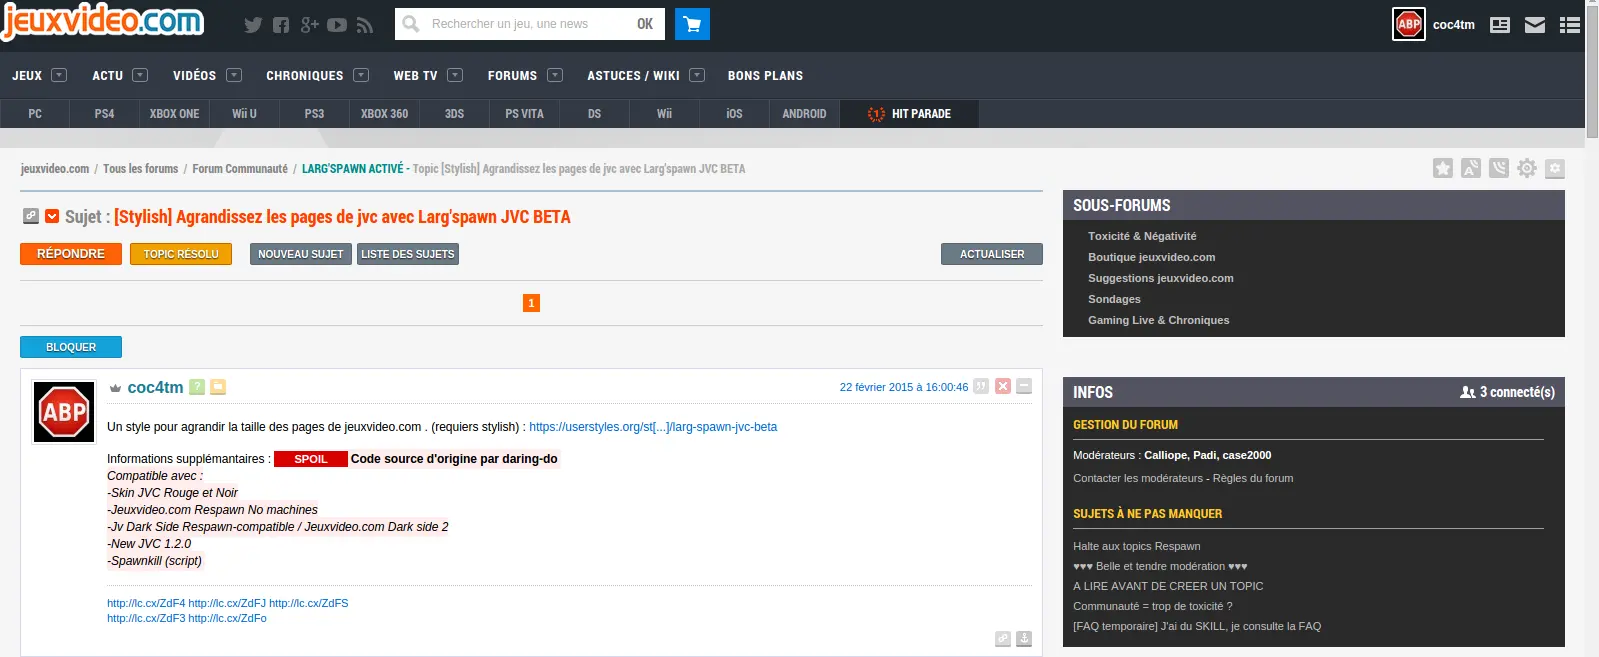 jeuxvideo.com
Rechercher un jeu, une news OK
ABP coc4tm
JEUX ACTU VIDÉOS CHRONIQUES WEB TV FORUMS ASTUCES / WIKI BONS PLANS
PC PS4 XBOX ONE Wii U PS3 XBOX 360 3DS PS VITA DS Wii iOS ANDROID 1 HIT PARADE
jeuxvideo.com / Tous les forums / Forum Communauté / LARG'SPAWN ACTIVÉ - Topic [Stylish] Agrandissez les pages de jvc avec Larg'spawn JVC BETA
Sujet : [Stylish] Agrandissez les pages de jvc avec Larg'spawn JVC BETA
RÉPONDRE TOPIC RÉSOLU NOUVEAU SUJET LISTE DES SUJETS ACTUALISER
1
BLOQUER
ABP
coc4tm ? 22 février 2015 à 16:00:46
Un style pour agrandir la taille des pages de jeuxvideo.com . (requiers stylish) : https://userstyles.org/st[...]/larg-spawn-jvc-beta
Informations supplémantaires : SPOIL Code source d'origine par daring-do
Compatible avec :
-Skin JVC Rouge et Noir
-Jeuxvideo.com Respawn No machines
-Jv Dark Side Respawn-compatible / Jeuxvideo.com Dark side 2
-New JVC 1.2.0
-Spawnkill (script)
http://lc.cx/ZdF4 http://lc.cx/ZdFJ http://lc.cx/ZdFS
http://lc.cx/ZdF3 http://lc.cx/ZdFo
SOUS-FORUMS
Toxicité & Négativité
Boutique jeuxvideo.com
Suggestions jeuxvideo.com
Sondages
Gaming Live & Chroniques
INFOS 3 connecté(s)
GESTION DU FORUM
Modérateurs : Calliope, Padi, case2000
Contacter les modérateurs - Règles du forum
SUJETS À NE PAS MANQUER
Halte aux topics Respawn
♥♥♥ Belle et tendre modération ♥♥♥
A LIRE AVANT DE CREER UN TOPIC
Communauté = trop de toxicité ?
[FAQ temporaire] J'ai du SKILL, je consulte la FAQ